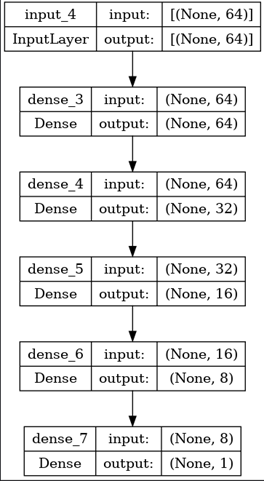 input_4 input: [(None, 64)]
InputLayer output: [(None, 64)]
dense_3 input: (None, 64)
Dense output: (None, 64)
dense_4 input: (None, 64)
Dense output: (None, 32)
dense_5 input: (None, 32)
Dense output: (None, 16)
dense_6 input: (None, 16)
Dense output: (None, 8)
dense_7 input: (None, 8)
Dense output: (None, 1)